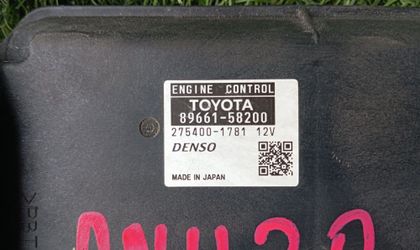 ENGINE CONTROL
TOYOTA
89661-58200
275400-1781 12V
DENSO
MADE IN JAPAN